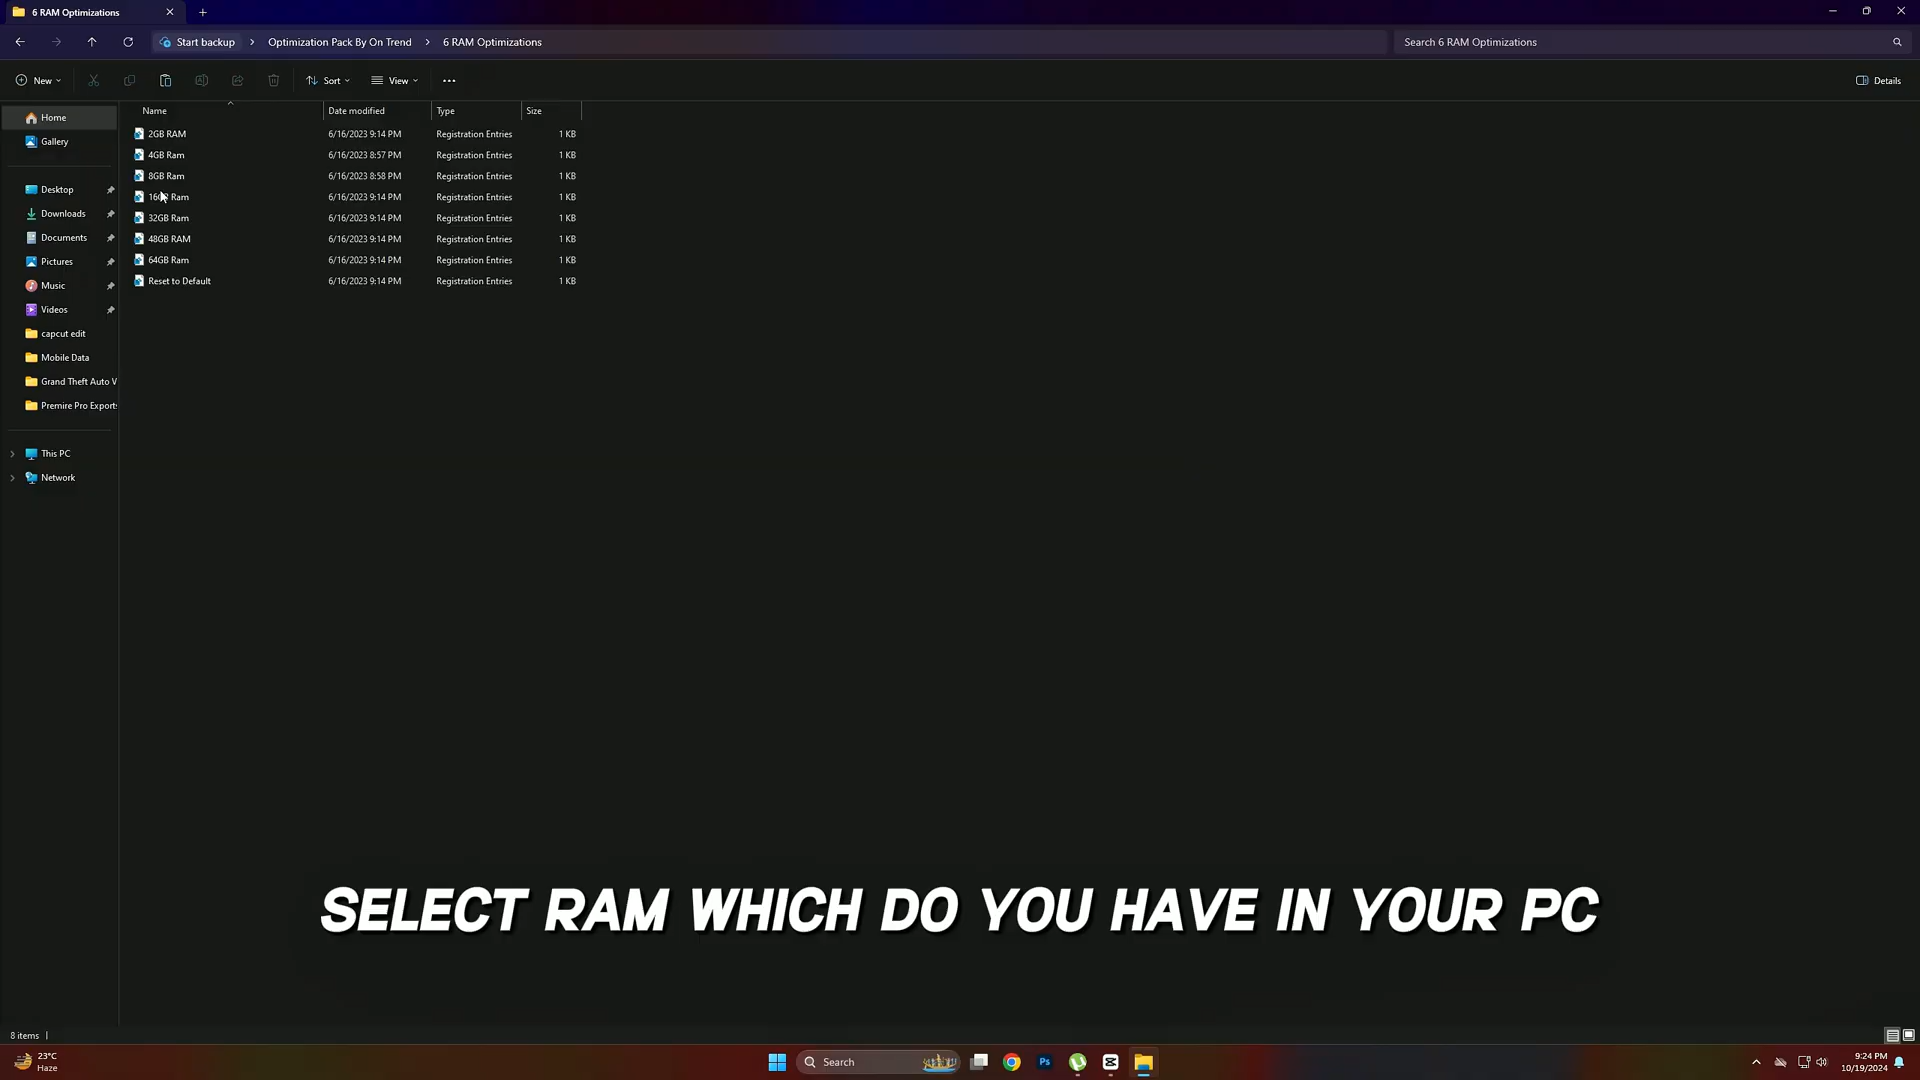 6 RAM Optimizations
Start backup > Optimization Pack By On Trend > 6 RAM Optimizations
Search 6 RAM Optimizations
New
Sort
View
Details
Name Date modified Type Size
2GB RAM 6/16/2023 9:14 PM Registration Entries 1 KB
4GB Ram 6/16/2023 8:57 PM Registration Entries 1 KB
8GB Ram 6/16/2023 8:58 PM Registration Entries 1 KB
16GB Ram 6/16/2023 9:14 PM Registration Entries 1 KB
32GB Ram 6/16/2023 9:14 PM Registration Entries 1 KB
48GB RAM 6/16/2023 9:14 PM Registration Entries 1 KB
64GB Ram 6/16/2023 9:14 PM Registration Entries 1 KB
Reset to Default 6/16/2023 9:14 PM Registration Entries 1 KB
Home
Gallery
Desktop
Downloads
Documents
Pictures
Music
Videos
capcut edit
Mobile Data
Grand Theft Auto V
Premire Pro Exports
This PC
Network
SELECT RAM WHICH DO YOU HAVE IN YOUR PC
8 items
23°C
Haze
Search
Ps
9:24 PM
10/19/2024